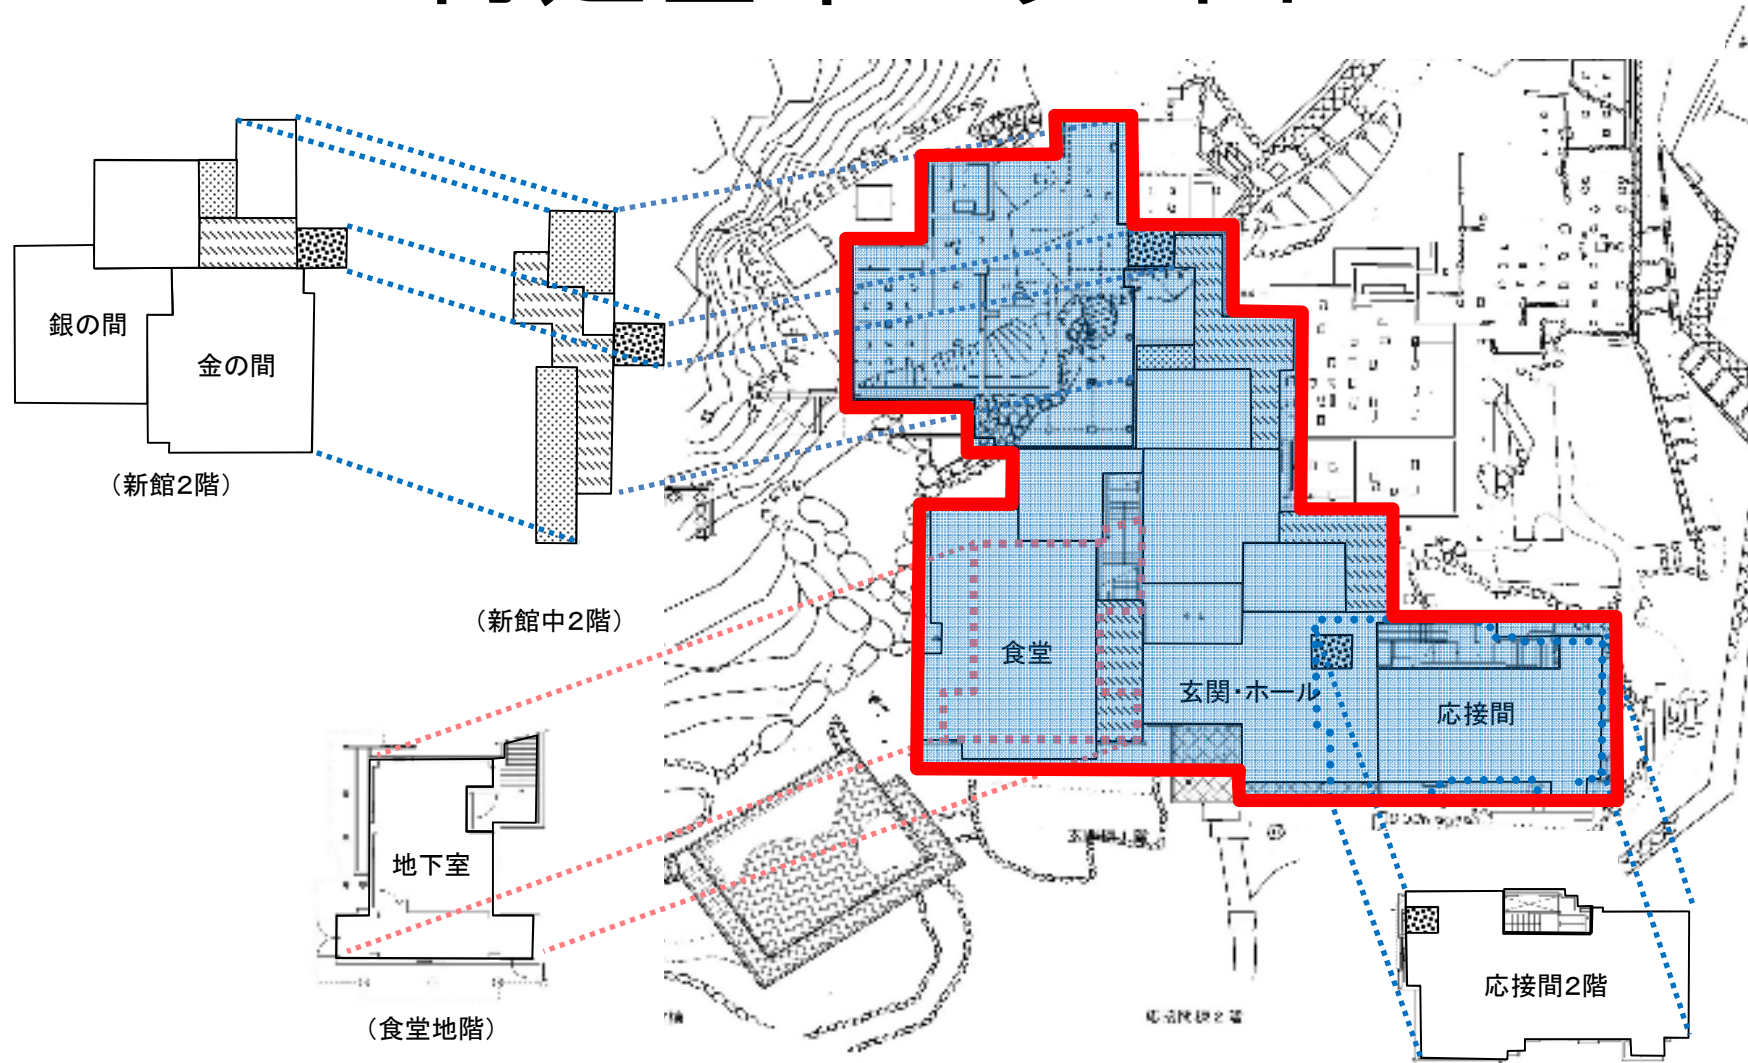 銀の間
金の間
（新館2階）
（新館中2階）
食堂
玄関・ホール
応接間
地下室
（食堂地階）
応接間2階